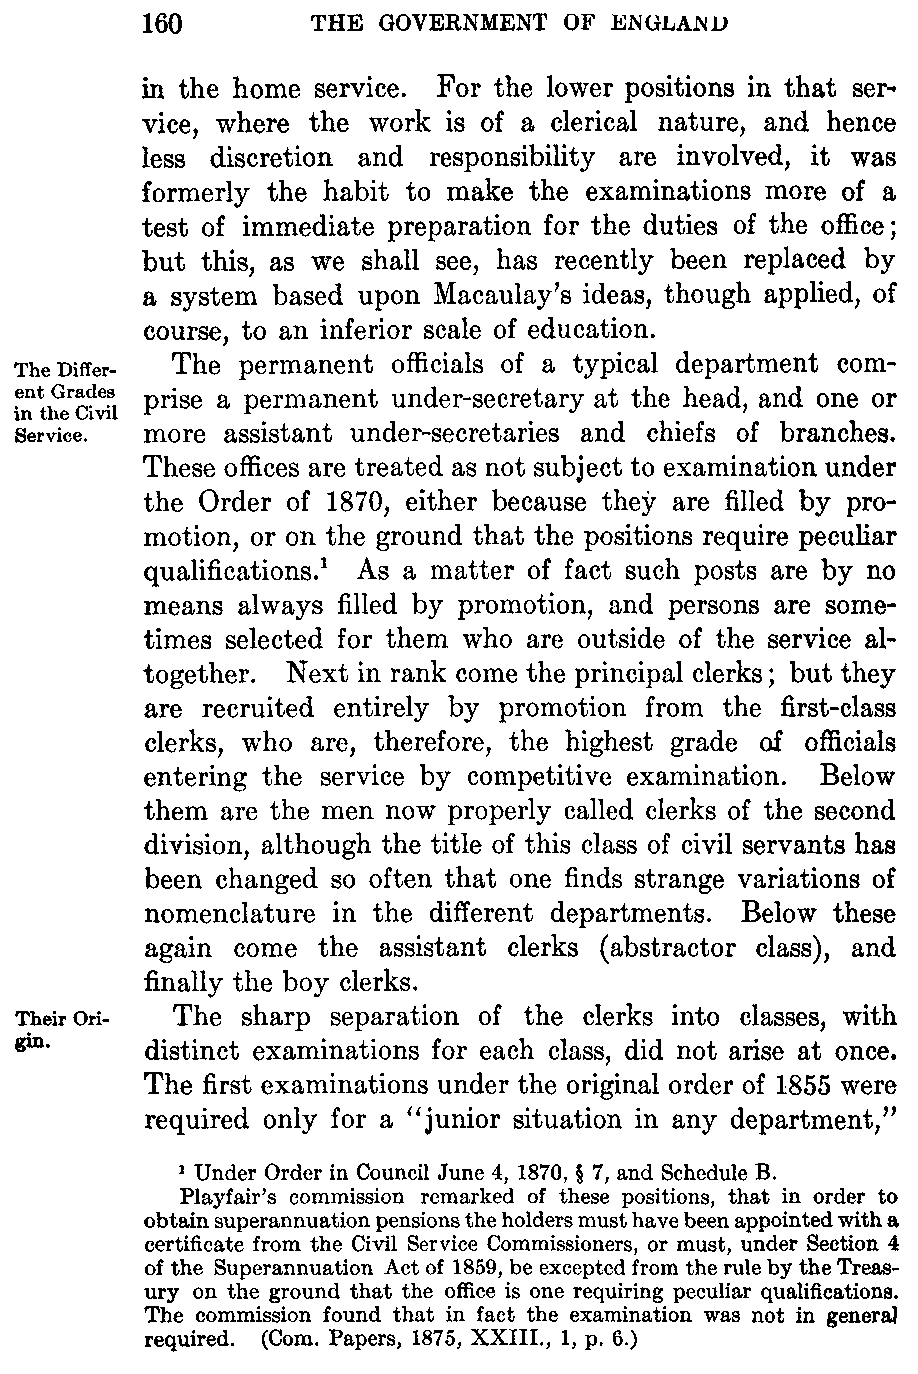 160 THE GOVERNMENT OF ENGLAND
in the home service. For the lower positions in that ser-
vice, where the work is of a clerical nature, and hence
less discretion and responsibility are involved, it was
formerly the habit to make the examinations more of a
test of immediate preparation for the duties of the office;
but this, as we shall see, has recently been replaced by
a system based upon Macaulay's ideas, though applied, of
course, to an inferior scale of education.
The Differ-
ent Grades
in the Civil
Service.
The permanent officials of a typical department com-
prise a permanent under-secretary at the head, and one or
more assistant under-secretaries and chiefs of branches.
These offices are treated as not subject to examination under
the Order of 1870, either because they are filled by pro-
motion, or on the ground that the positions require peculiar
qualifications.¹ As a matter of fact such posts are by no
means always filled by promotion, and persons are some-
times selected for them who are outside of the service al-
together. Next in rank come the principal clerks; but they
are recruited entirely by promotion from the first-class
clerks, who are, therefore, the highest grade of officials
entering the service by competitive examination. Below
them are the men now properly called clerks of the second
division, although the title of this class of civil servants has
been changed so often that one finds strange variations of
nomenclature in the different departments. Below these
again come the assistant clerks (abstractor class), and
finally the boy clerks.
Their Ori-
gin.
The sharp separation of the clerks into classes, with
distinct examinations for each class, did not arise at once.
The first examinations under the original order of 1855 were
required only for a "junior situation in any department,"
¹ Under Order in Council June 4, 1870, § 7, and Schedule B.
Playfair's commission remarked of these positions, that in order to
obtain superannuation pensions the holders must have been appointed with a
certificate from the Civil Service Commissioners, or must, under Section 4
of the Superannuation Act of 1859, be excepted from the rule by the Treas-
ury on the ground that the office is one requiring peculiar qualifications.
The commission found that in fact the examination was not in general
required. (Com. Papers, 1875, XXIII., 1, p. 6.)